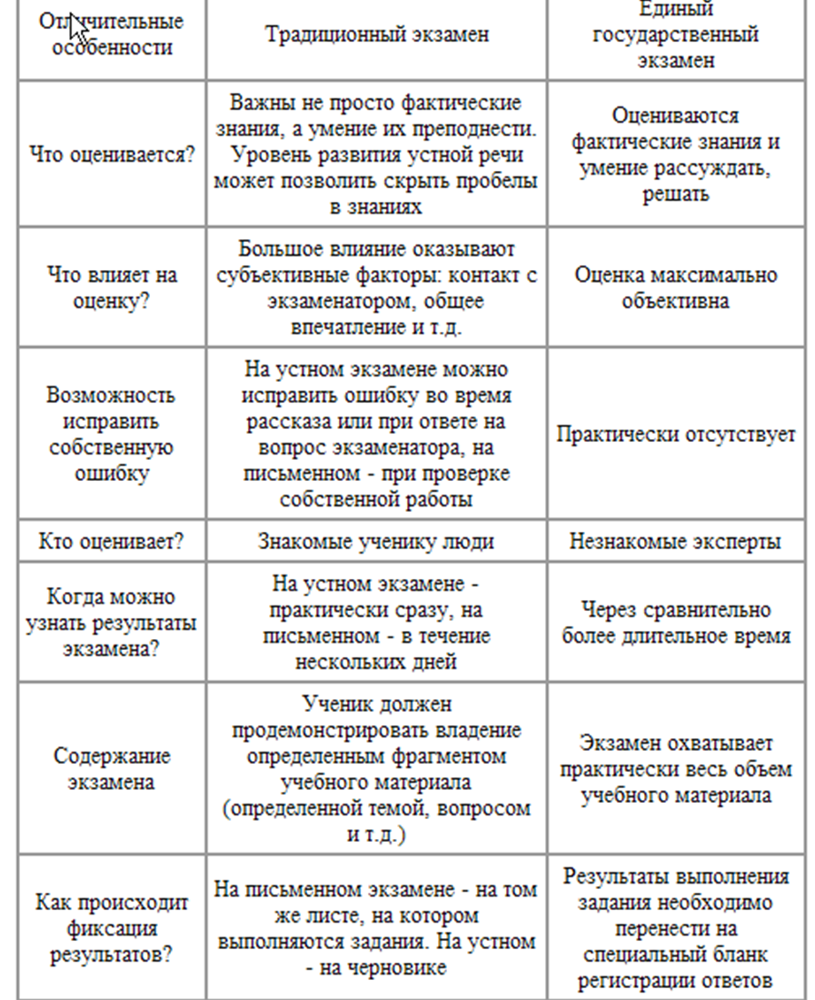 Отличительные
особенности
Традиционный экзамен
Единый
государственный
экзамен
Что оценивается?
Важны не просто фактические
знания, а умение их преподнести.
Уровень развития устной речи
может позволить скрыть пробелы
в знаниях
Оцениваются
фактические знания и
умение рассуждать,
решать
Что влияет на
оценку?
Большое влияние оказывают
субъективные факторы: контакт с
экзаменатором, общее
впечатление и т.д.
Оценка максимально
объективна
Возможность
исправить
собственную
ошибку
На устном экзамене можно
исправить ошибку во время
рассказа или при ответе на
вопрос экзаменатора, на
письменном - при проверке
собственной работы
Практически отсутствует
Кто оценивает?
Знакомые ученику люди
Незнакомые эксперты
Когда можно
узнать результаты
экзамена?
На устном экзамене -
практически сразу, на
письменном - в течение
нескольких дней
Через сравнительно
более длительное время
Содержание
экзамена
Ученик должен
продемонстрировать владение
определенным фрагментом
учебного материала
(определенной темой, вопросом
и т.д.)
Экзамен охватывает
практически весь объем
учебного материала
Как происходит
фиксация
результатов?
На письменном экзамене - на том
же листе, на котором
выполняются задания. На устном
- на черновике
Результаты выполнения
задания необходимо
перенести на
специальный бланк
регистрации ответов